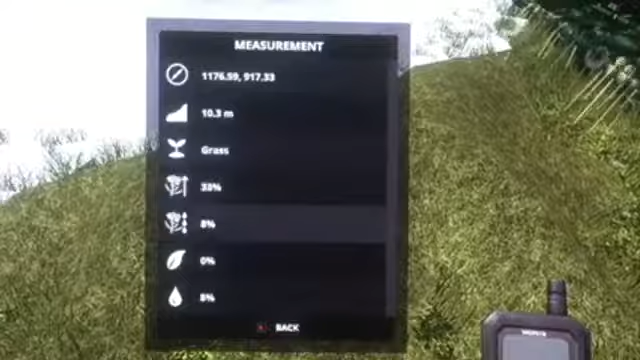 MEASUREMENT
1176.59, 917.33
10.3 m
Grass
33%
8%
0%
8%
BACK